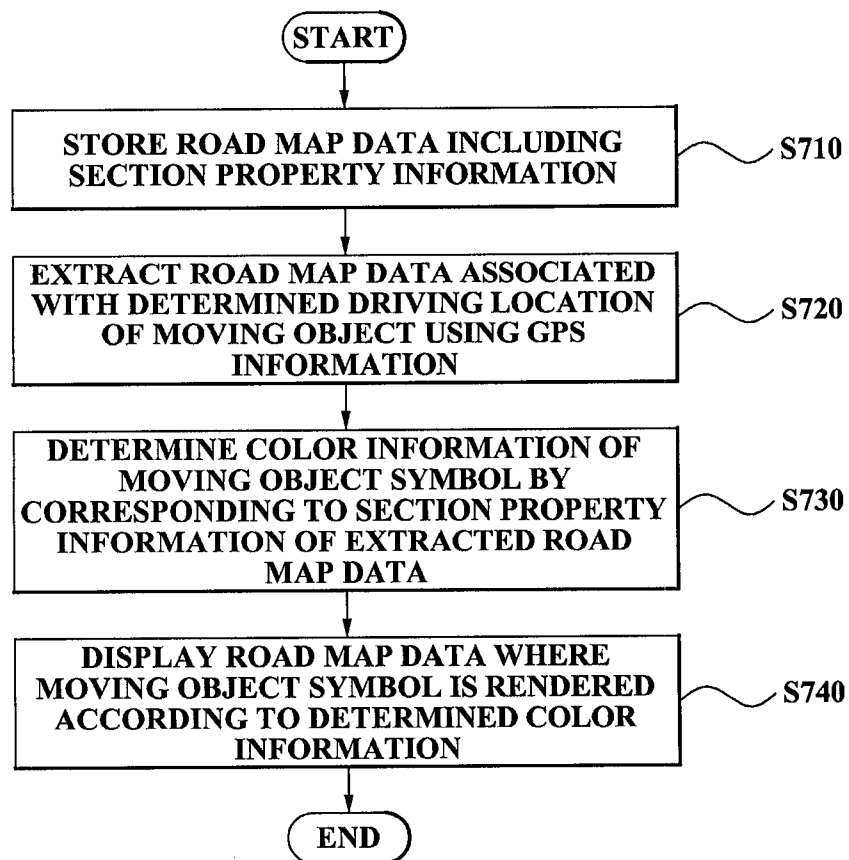 START
STORE ROAD MAP DATA INCLUDING
SECTION PROPERTY INFORMATION
S710
EXTRACT ROAD MAP DATA ASSOCIATED
WITH DETERMINED DRIVING LOCATION
OF MOVING OBJECT USING GPS
INFORMATION
S720
DETERMINE COLOR INFORMATION OF
MOVING OBJECT SYMBOL BY
CORRESPONDING TO SECTION PROPERTY
INFORMATION OF EXTRACTED ROAD
MAP DATA
S730
DISPLAY ROAD MAP DATA WHERE
MOVING OBJECT SYMBOL IS RENDERED
ACCORDING TO DETERMINED COLOR
INFORMATION
S740
END